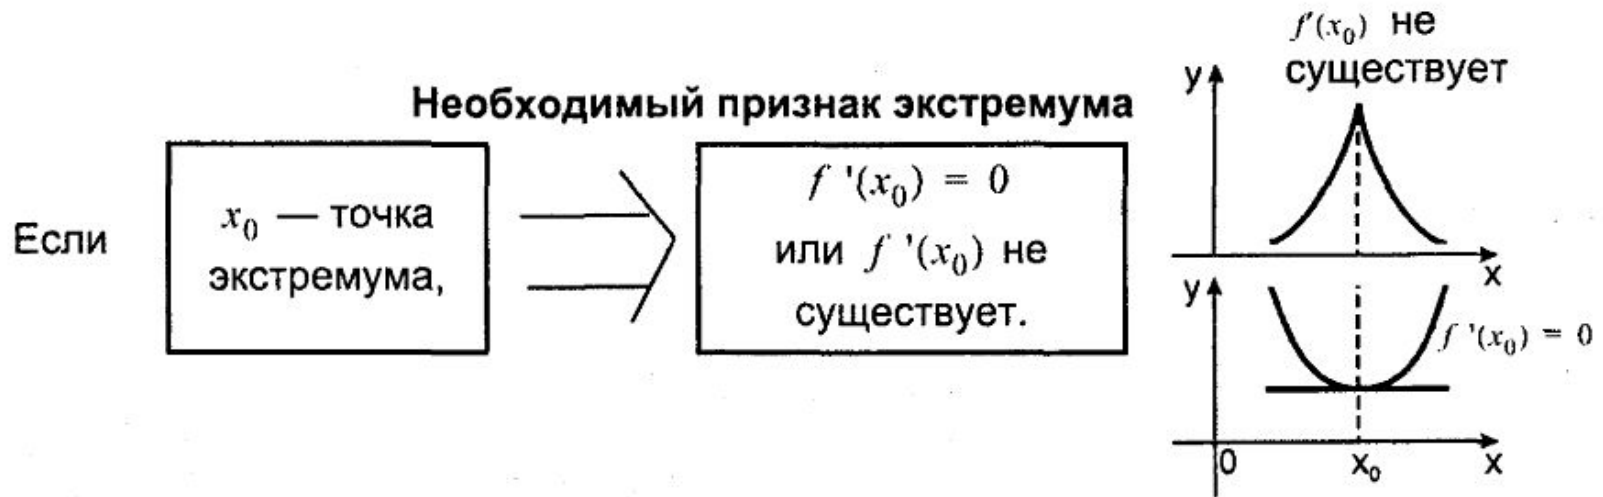 Необходимый признак экстремума
Если
x₀ — точка
экстремума,
f '(x₀) = 0
или f '(x₀) не
существует.
f'(x₀) не
существует
y
x
y
f '(x₀) = 0
0
x₀
x